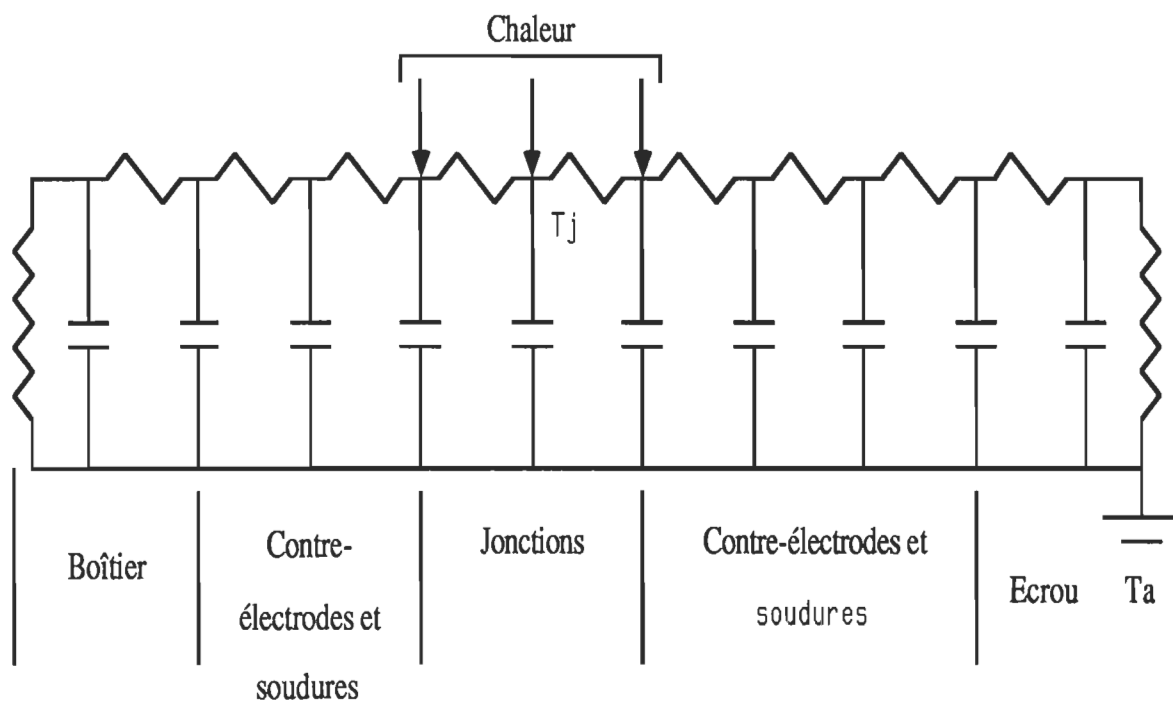 Chaleur
Tj
Boîtier
Contre-
électrodes et
soudures
Jonctions
Contre-électrodes et
soudures
Ecrou
Ta